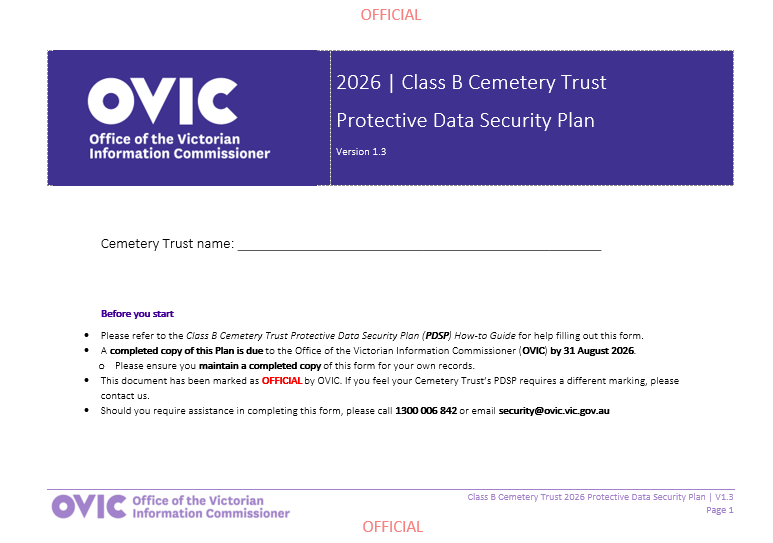 OFFICIAL
OVIC
Office of the Victorian
Information Commissioner
2026 | Class B Cemetery Trust
Protective Data Security Plan
Version 1.3
Cemetery Trust name: ___________________________________________________
Before you start
• Please refer to the Class B Cemetery Trust Protective Data Security Plan (PDSP) How-to Guide for help filling out this form.
• A completed copy of this Plan is due to the Office of the Victorian Information Commissioner (OVIC) by 31 August 2026.
o Please ensure you maintain a completed copy of this form for your own records.
• This document has been marked as OFFICIAL by OVIC. If you feel your Cemetery Trust's PDSP requires a different marking, please
contact us.
• Should you require assistance in completing this form, please call 1300 006 842 or email security@ovic.vic.gov.au
OVIC
Office of the Victorian
Information Commissioner
Class B Cemetery Trust 2026 Protective Data Security Plan | V1.3
Page 1
OFFICIAL